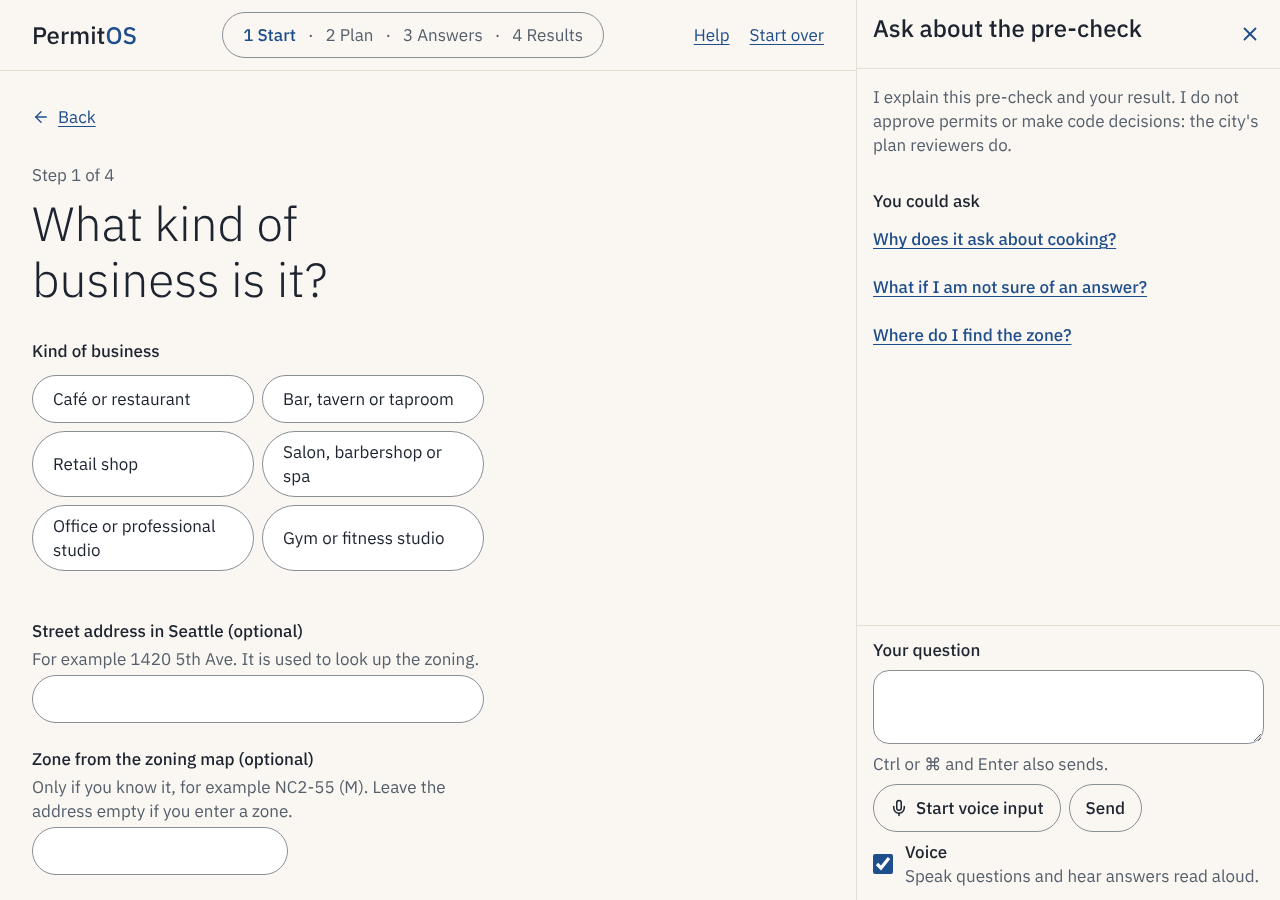 PermitOS
1 Start · 2 Plan · 3 Answers · 4 Results
Help
Start over
Back
Step 1 of 4
What kind of
business is it?
Kind of business
Café or restaurant
Bar, tavern or taproom
Retail shop
Salon, barbershop or
spa
Office or professional
studio
Gym or fitness studio
Street address in Seattle (optional)
For example 1420 5th Ave. It is used to look up the zoning.
Zone from the zoning map (optional)
Only if you know it, for example NC2-55 (M). Leave the
address empty if you enter a zone.
Ask about the pre-check
I explain this pre-check and your result. I do not
approve permits or make code decisions: the city's
plan reviewers do.
You could ask
Why does it ask about cooking?
What if I am not sure of an answer?
Where do I find the zone?
Your question
Ctrl or ⌘ and Enter also sends.
Start voice input
Send
Voice
Speak questions and hear answers read aloud.